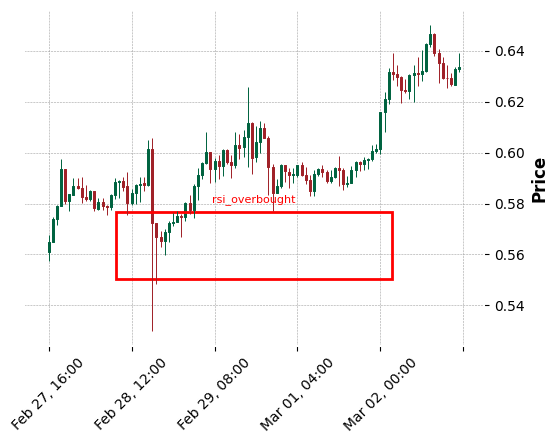 0.64
0.62
0.60
rsi_overbought
0.58
0.56
0.54
Price
Feb 27, 16:00
Feb 28, 12:00
Feb 29, 08:00
Mar 01, 04:00
Mar 02, 00:00